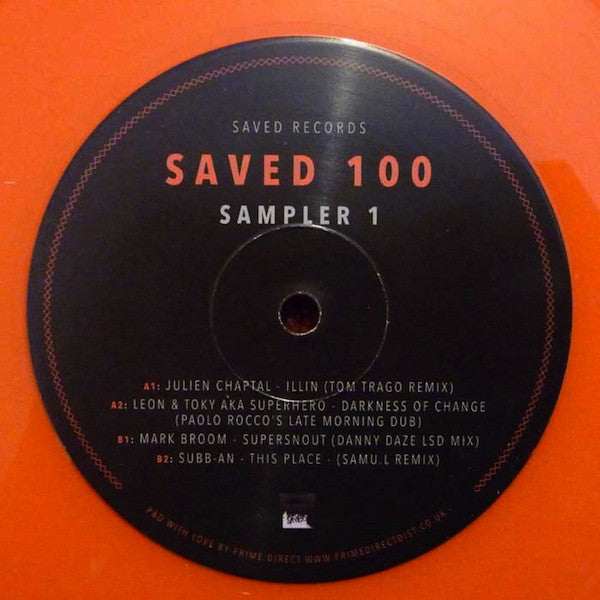 SAVED RECORDS
SAVED 100
SAMPLER 1
A1: JULIEN CHAPTAL - ILLIN (TOM TRAGO REMIX)
A2: LEON & TOKY AKA SUPERHERO - DARKNESS OF CHANGE
(PAOLO ROCCO'S LATE MORNING DUB)
B1: MARK BROOM - SUPERSNOUT (DANNY DAZE LSD MIX)
B2: SUBB-AN - THIS PLACE - (SAMU.L REMIX)
SAVED
P&D WITH LOVE BY PRIME DIRECT WWW.PRIMEDIRECTDIST.CO.UK